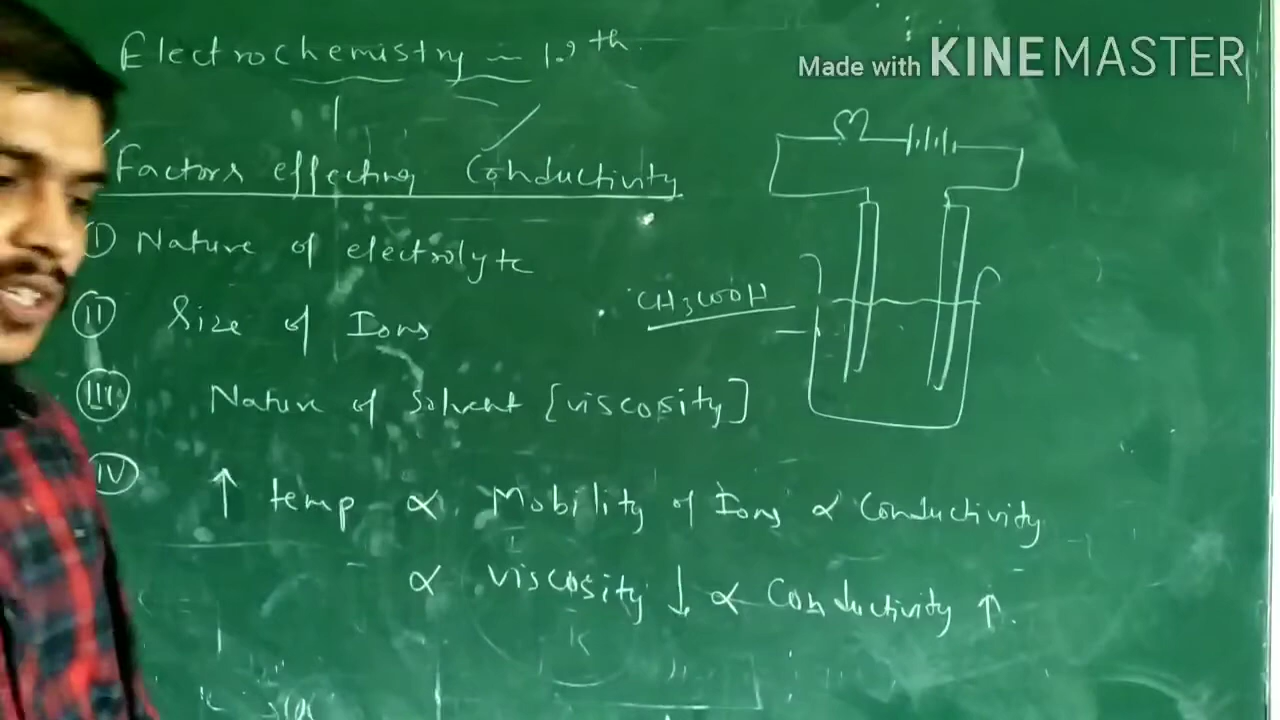 Made with KINEMASTER
Electrochemistry - 12th
Factors effecting Conductivity
I Nature of electrolyte
II Size of Ions
CH3COOH
III Nature of Solvent [viscosity]
IV ↑ temp ∝ Mobility of Ions ∝ Conductivity
∝ viscosity ↓ ∝ Conductivity ↑.